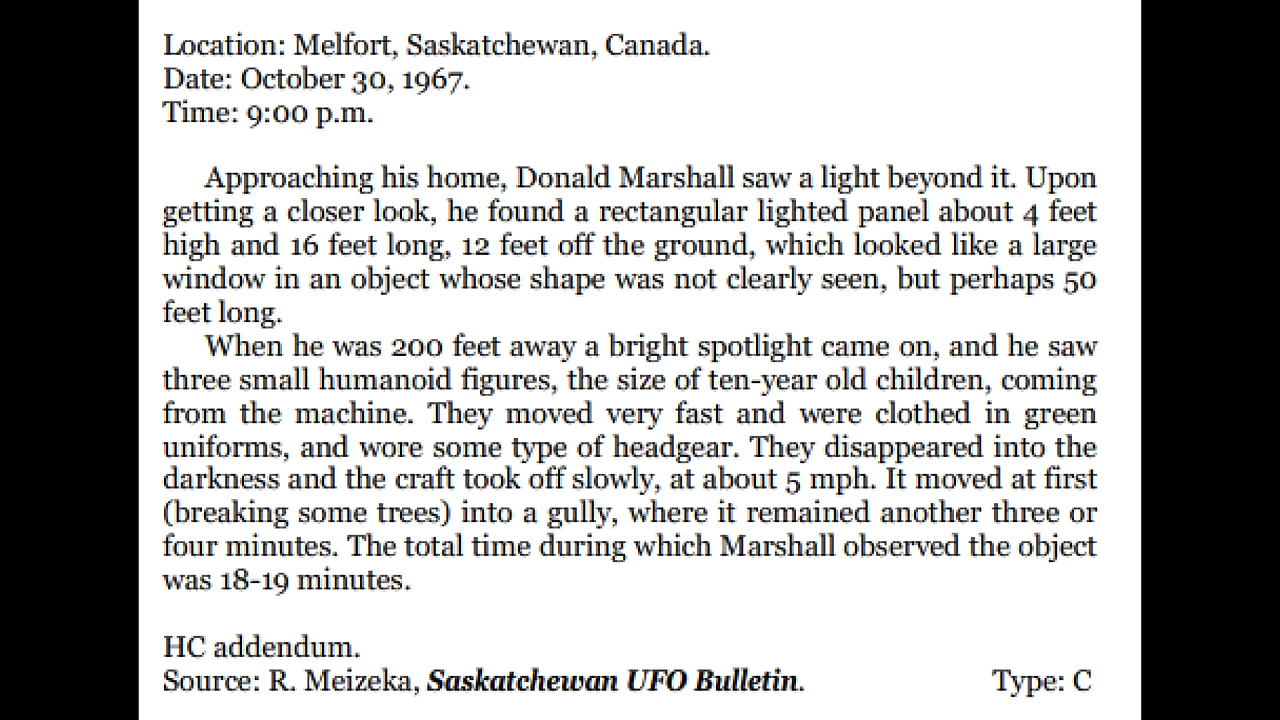 Location: Melfort, Saskatchewan, Canada.
Date: October 30, 1967.
Time: 9:00 p.m.
Approaching his home, Donald Marshall saw a light beyond it. Upon
getting a closer look, he found a rectangular lighted panel about 4 feet
high and 16 feet long, 12 feet off the ground, which looked like a large
window in an object whose shape was not clearly seen, but perhaps 50
feet long.
When he was 200 feet away a bright spotlight came on, and he saw
three small humanoid figures, the size of ten-year old children, coming
from the machine. They moved very fast and were clothed in green
uniforms, and wore some type of headgear. They disappeared into the
darkness and the craft took off slowly, at about 5 mph. It moved at first
(breaking some trees) into a gully, where it remained another three or
four minutes. The total time during which Marshall observed the object
was 18-19 minutes.
HC addendum.
Source: R. Meizeka, Saskatchewan UFO Bulletin. Type: C